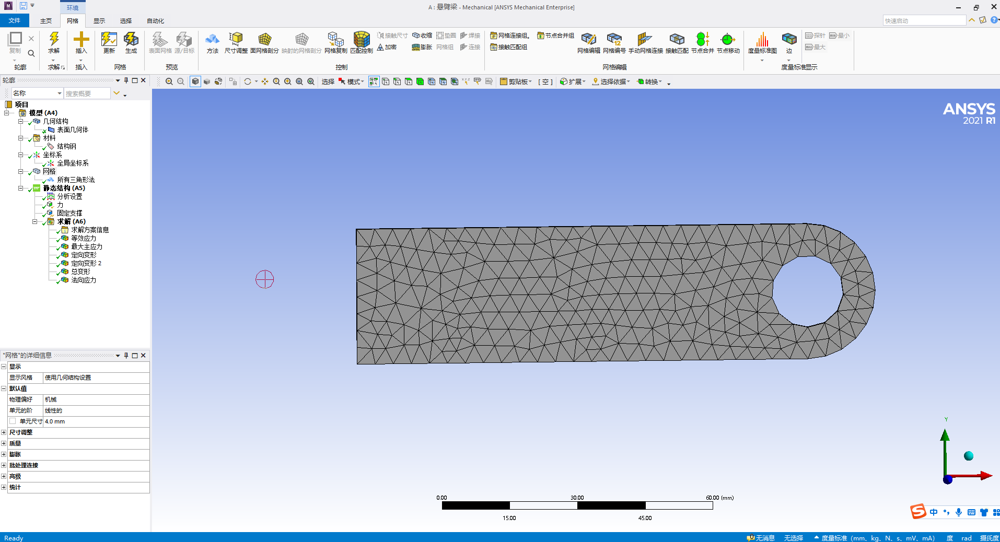 环境
A : 悬臂梁 - Mechanical [ANSYS Mechanical Enterprise]
文件 主页 网格 显示 选择 自动化
快速启动
复制 求解 插入 更新 生成 表面网格 源/目标 方法 尺寸调整 面网格剖分 映射的网格剖分 网格复制 匹配控制
接触尺寸 收缩 垫圈 焊接
加密 膨胀 网格组 连接
网格连接组。 节点合并组
接触匹配组
网格编辑 网格编号 手动网格连接 接触匹配 节点合并 节点移动 度量标准图 边
探针 最小
最大
轮廓 求解 插入 网格 预览 控制 网格编辑 度量标准显示
轮廓
选择 模式 剪贴板 [ 空 ] 扩展 选择依据 转换
名称 搜索概要
项目
模型 (A4)
几何结构
表面几何体
材料
结构钢
坐标系
全局坐标系
网格
所有三角形法
静态结构 (A5)
分析设置
力
固定支撑
求解 (A6)
求解方案信息
等效应力
最大主应力
定向变形
定向变形 2
总变形
法向应力
"网格"的详细信息
显示
显示风格 使用几何结构设置
默认值
物理偏好 机械
单元的阶 线性的
单元尺寸 4.0 mm
尺寸调整
质量
膨胀
批处理连接
高级
统计
ANSYS
2021 R1
Y
0.00 30.00 60.00 (mm)
15.00 45.00
中
Ready 无消息 无选择 度量标准（mm、kg、N、s、mV、mA） 度 rad 摄氏度